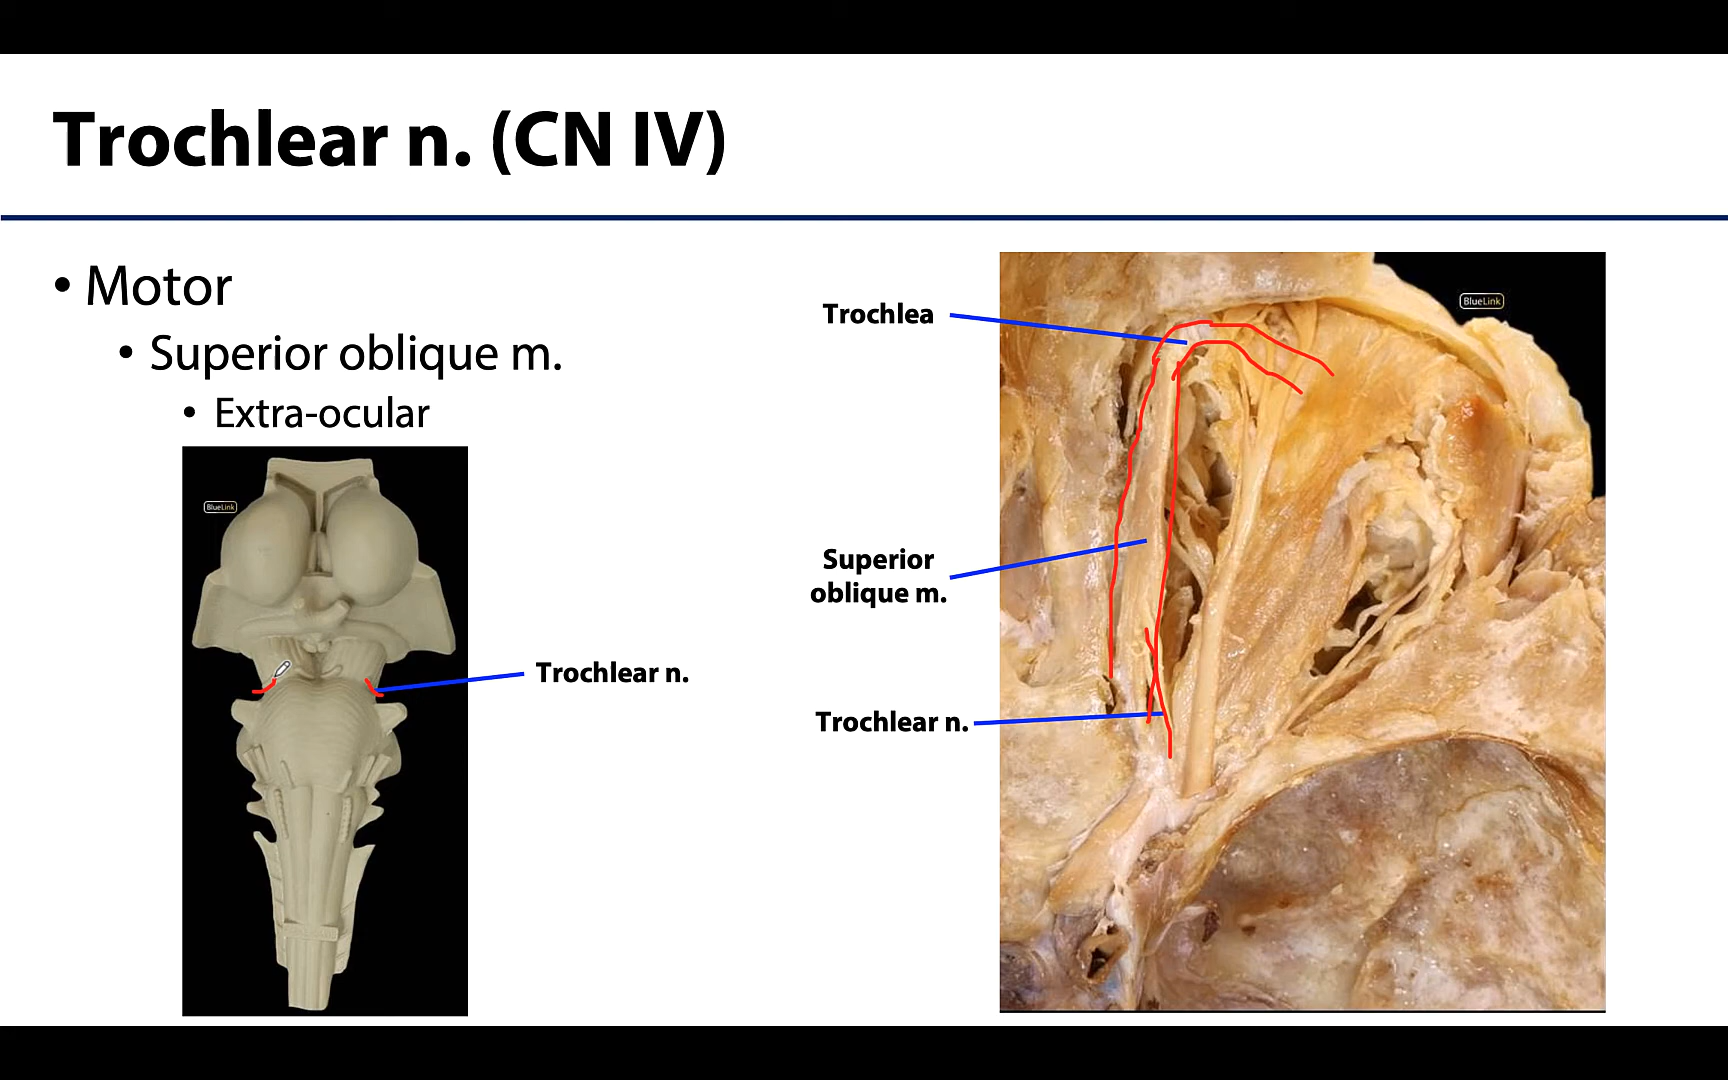 Trochlear n. (CN IV)
• Motor
• Superior oblique m.
• Extra-ocular
BlueLink
Trochlear n.
Trochlea
Superior
oblique m.
Trochlear n.
BlueLink